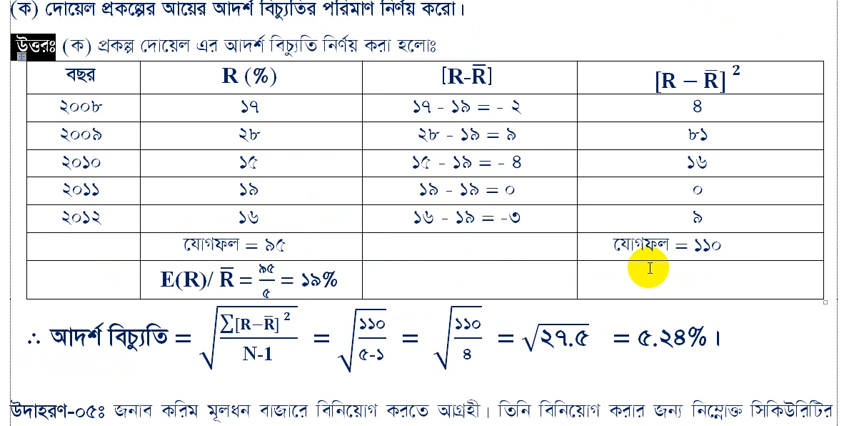 (ক) দোয়েল প্রকল্পের আয়ের আদর্শ বিচ্যুতির পরিমাণ নির্ণয় করো।
উত্তরঃ (ক) প্রকল্প দোয়েল এর আদর্শ বিচ্যুতি নির্ণয় করা হলোঃ
বছর R (%) [R-R̅] [R – R̅] ²
২০০৮ ১৭ ১৭ - ১৯ = - ২ ৪
২০০৯ ২৮ ২৮ - ১৯ = ৯ ৮১
২০১০ ১৫ ১৫ - ১৯ = - ৪ ১৬
২০১১ ১৯ ১৯ - ১৯ = ০ ০
২০১২ ১৬ ১৬ - ১৯ = -৩ ৯
যোগফল = ৯৫ যোগফল = ১১০
E(R)/ R̅ = ৯৫/৫ = ১৯%
∴ আদর্শ বিচ্যুতি = √(∑[R−R̅] ²/N-1) = √(১১০/৫-১) = √(১১০/৪) = √২৭.৫ = ৫.২৪% ।
উদাহরণ-০৫ঃ জনাব করিম মূলধন বাজারে বিনিয়োগ করতে আগ্রহী। তিনি বিনিয়োগ করার জন্য নিম্নোক্ত সিকিউরিটির